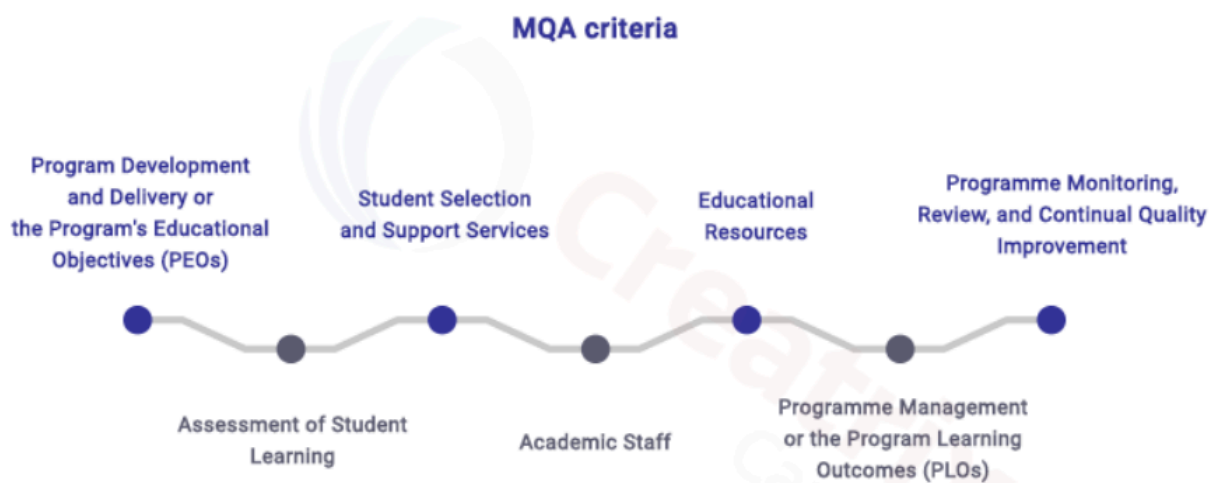 MQA criteria
Program Development
and Delivery or
the Program's Educational
Objectives (PEOs)
Assessment of Student
Learning
Student Selection
and Support Services
Academic Staff
Educational
Resources
Programme Management
or the Program Learning
Outcomes (PLOs)
Programme Monitoring,
Review, and Continual Quality
Improvement